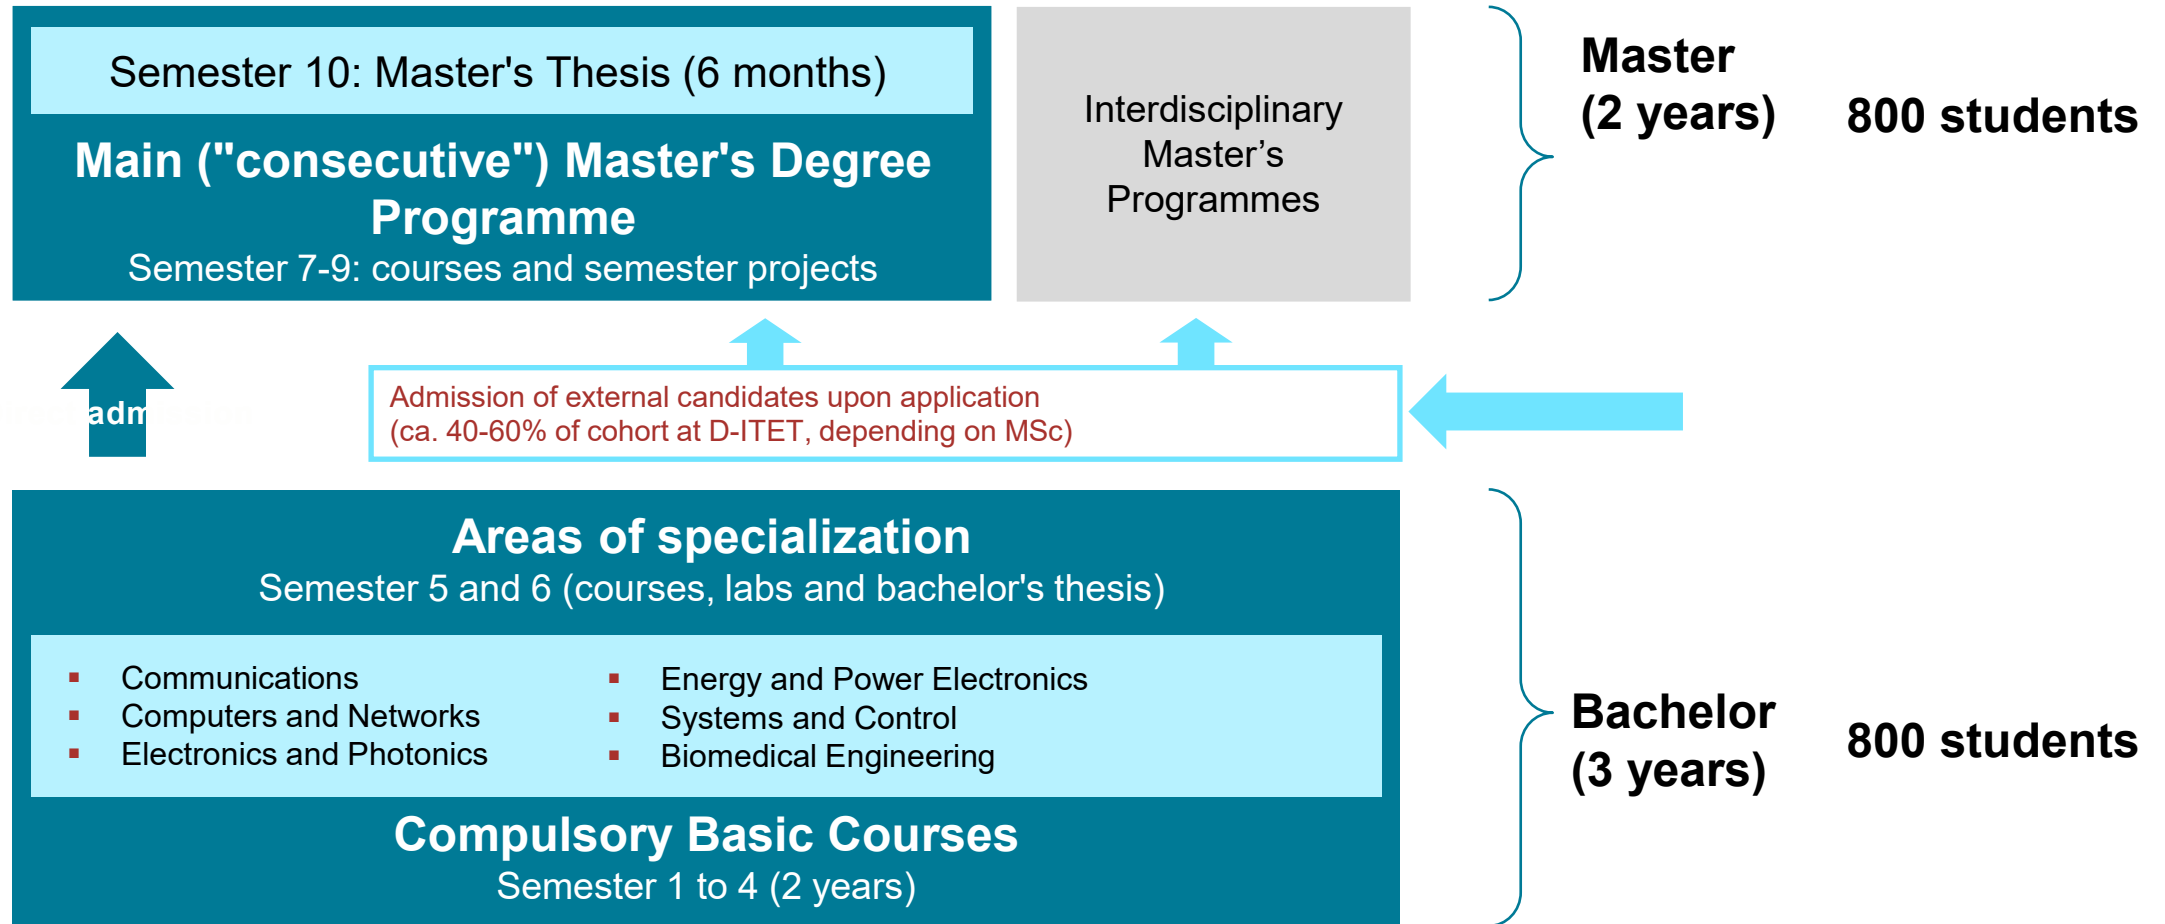 Semester 10: Master's Thesis (6 months)
Main ("consecutive") Master's Degree
Programme
Semester 7-9: courses and semester projects
Interdisciplinary
Master’s
Programmes
Master
(2 years)
800 students
adm
Admission of external candidates upon application
(ca. 40-60% of cohort at D-ITET, depending on MSc)
Areas of specialization
Semester 5 and 6 (courses, labs and bachelor's thesis)
▪ Communications
▪ Computers and Networks
▪ Electronics and Photonics
▪ Energy and Power Electronics
▪ Systems and Control
▪ Biomedical Engineering
Bachelor
(3 years)
800 students
Compulsory Basic Courses
Semester 1 to 4 (2 years)